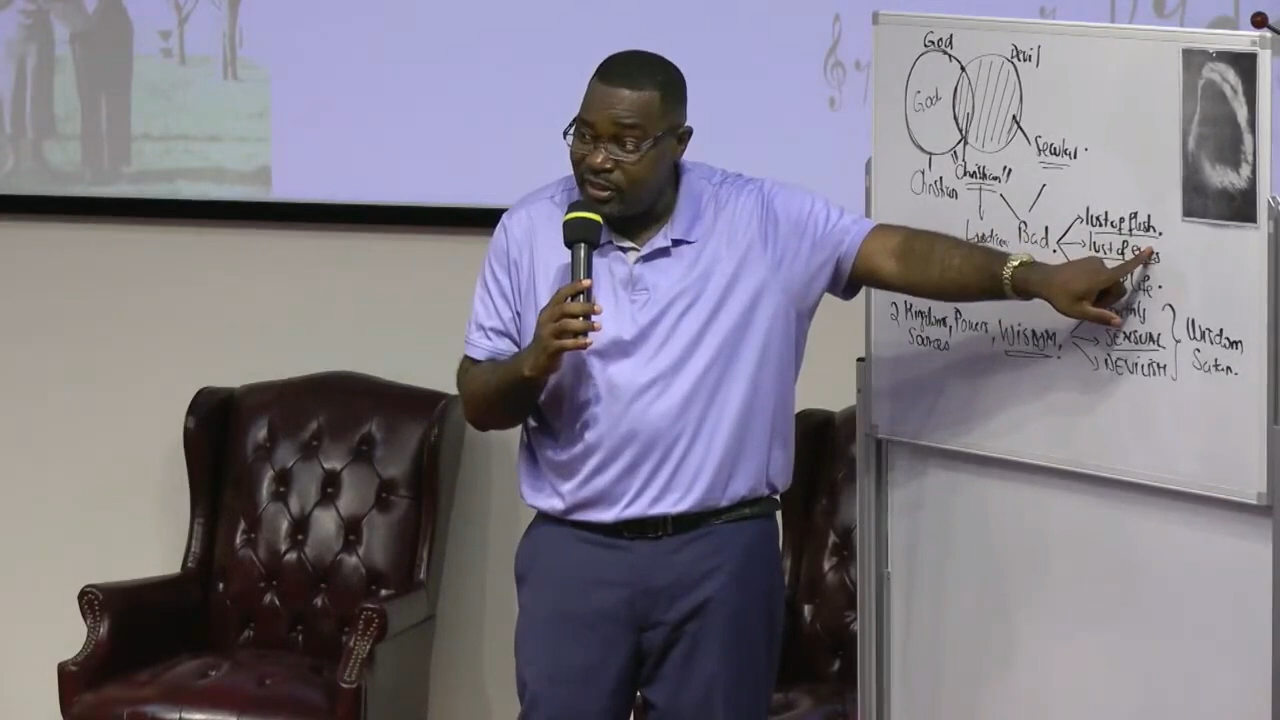 God Devil
God
Secular.
Christian "Christian"
Bad.
lust of flesh.
lust of eyes
life.
2 Kingdoms, Powers, WISDOM,
Sources
SENSUAL
DEVILISH
Wisdom
Satan.